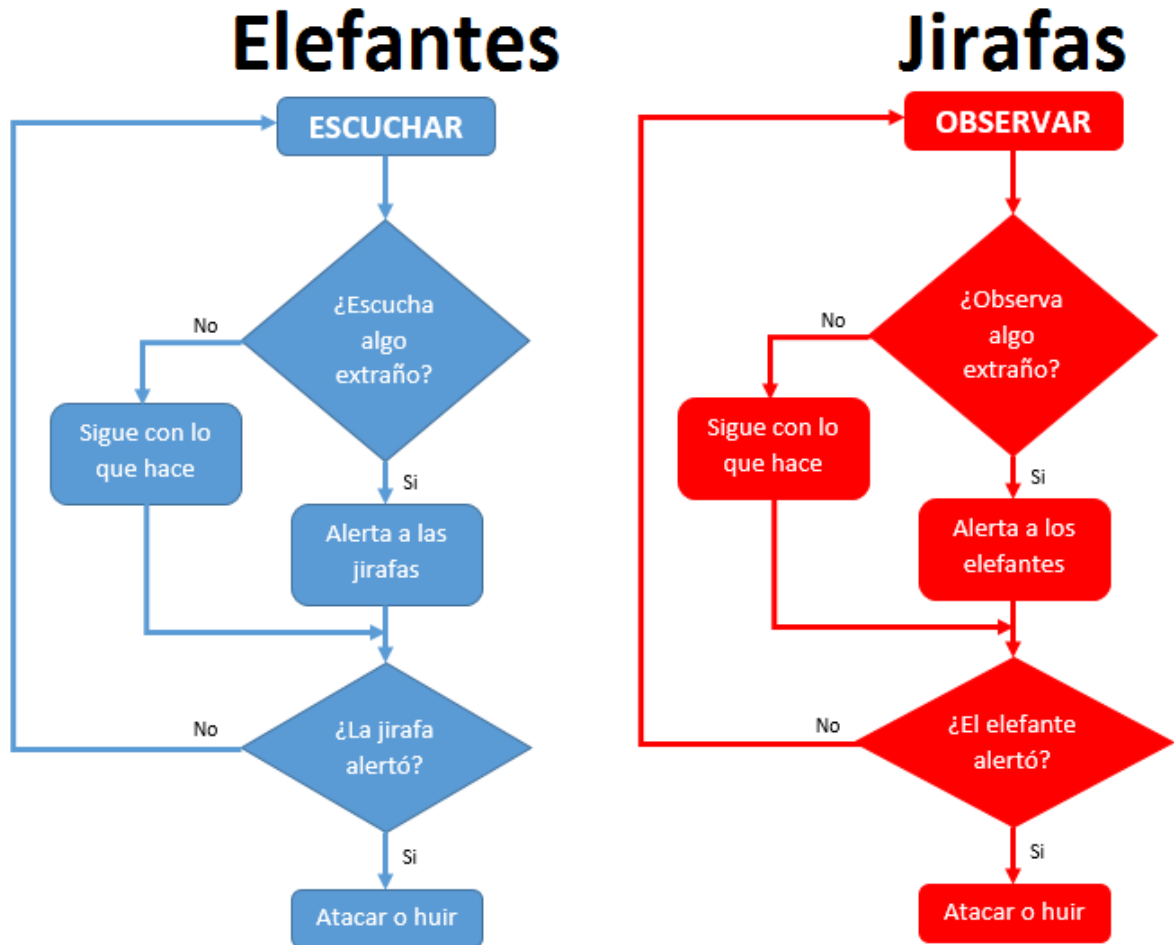 Elefantes
ESCUCHAR
¿Escucha
algo
extraño?
No
Sigue con lo
que hace
Si
Alerta a las
jirafas
¿La jirafa
alertó?
No
Si
Atacar o huir
Jirafas
OBSERVAR
¿Observa
algo
extraño?
No
Sigue con lo
que hace
Si
Alerta a los
elefantes
¿El elefante
alertó?
No
Si
Atacar o huir